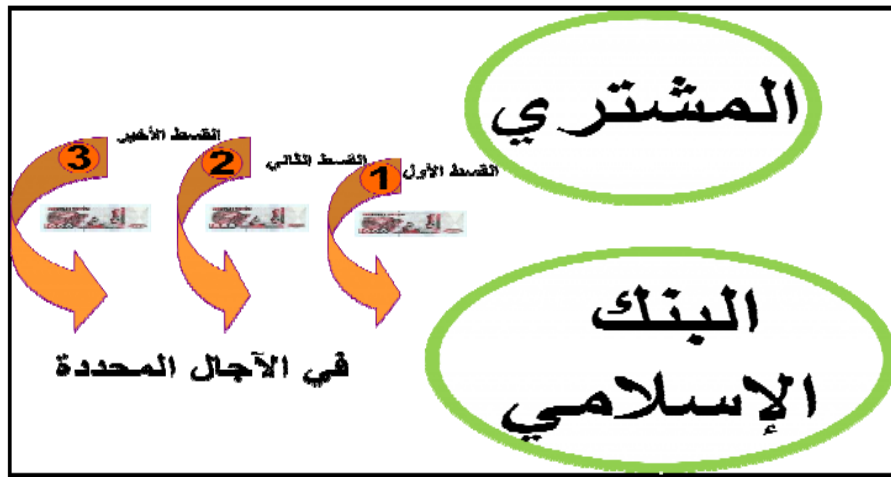 المشتري
القسط الأول
1
القسط الثاني
2
القسط الأخير
3
البنك
الإسلامي
في الآجال المحددة